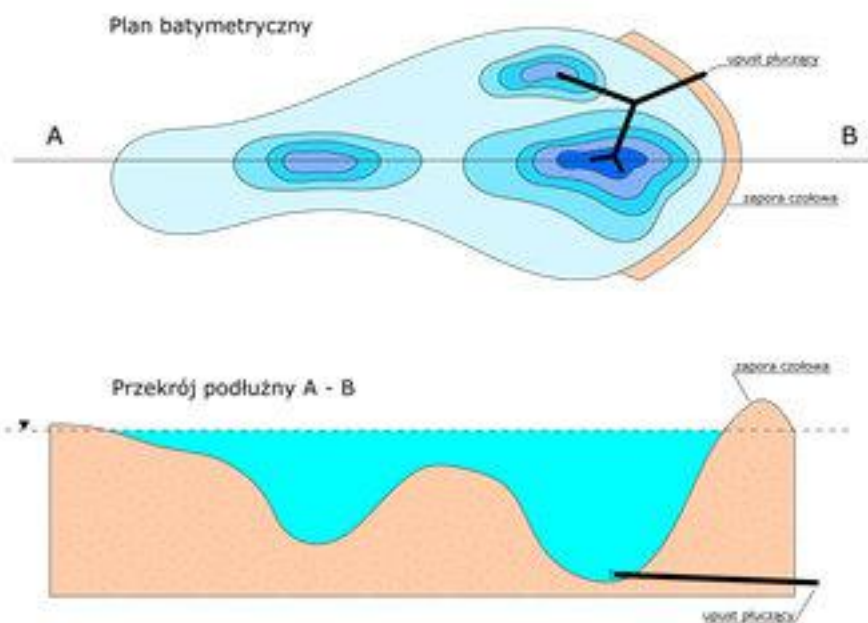 Plan batymetryczny
upust płuczący
A
B
zapora czołowa
zapora czołowa
Przekrój podłużny A - B
upust płuczący